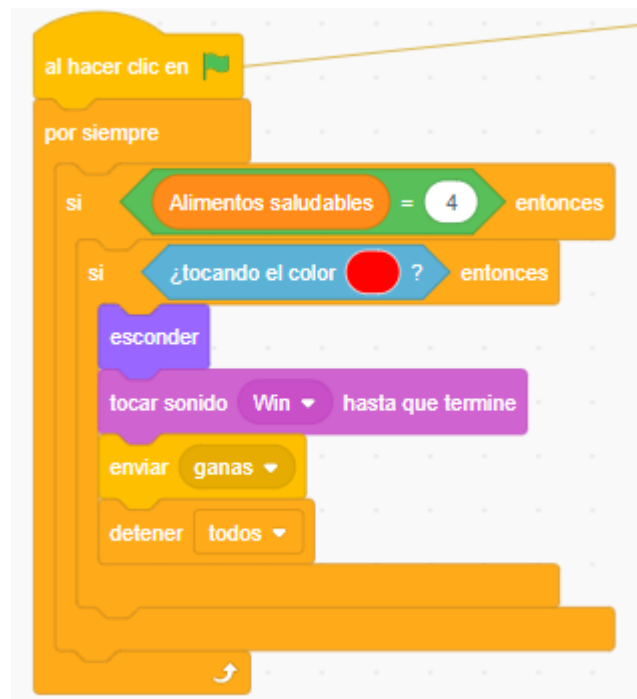 al hacer clic en
por siempre
si Alimentos saludables = 4 entonces
si ¿tocando el color ? entonces
esconder
tocar sonido Win hasta que termine
enviar ganas
detener todos